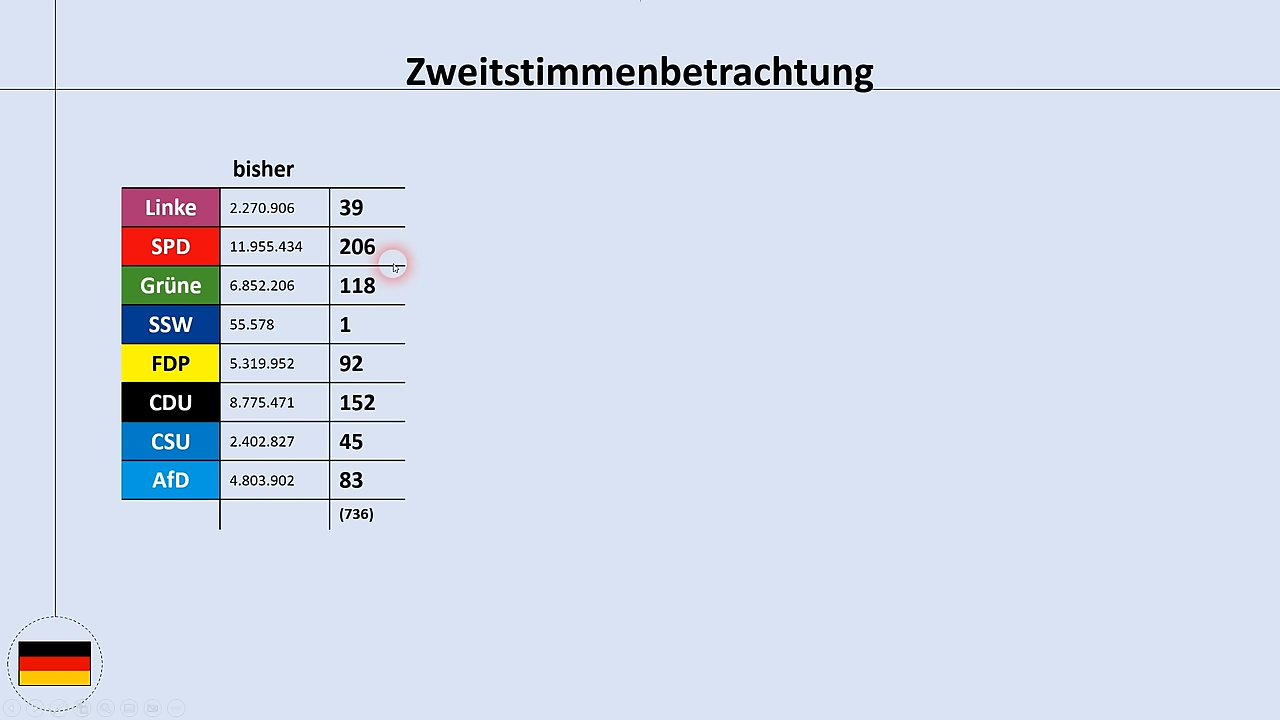 Zweitstimmenbetrachtung
bisher
Linke 2.270.906 39
SPD 11.955.434 206
Grüne 6.852.206 118
SSW 55.578 1
FDP 5.319.952 92
CDU 8.775.471 152
CSU 2.402.827 45
AfD 4.803.902 83
(736)